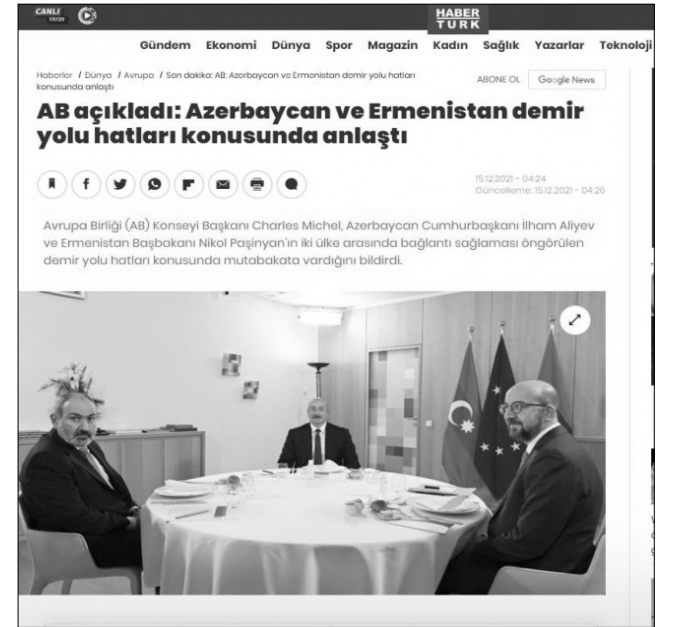 CANLI
YAYIN
HABER
TURK
Gündem Ekonomi Dünya Spor Magazin Kadın Sağlık Yazarlar Teknoloji
Haberler / Dünya / Avrupa / Son dakika: AB: Azerbaycan ve Ermenistan demir yolu hatları
konusunda anlaştı
ABONE OL Google News
AB açıkladı: Azerbaycan ve Ermenistan demir
yolu hatları konusunda anlaştı
15.12.2021 - 04:24
Güncelleme: 15.12.2021 - 04:26
Avrupa Birliği (AB) Konseyi Başkanı Charles Michel, Azerbaycan Cumhurbaşkanı İlham Aliyev
ve Ermenistan Başbakanı Nikol Paşinyan'ın iki ülke arasında bağlantı sağlaması öngörülen
demir yolu hatları konusunda mutabakata vardığını bildirdi.